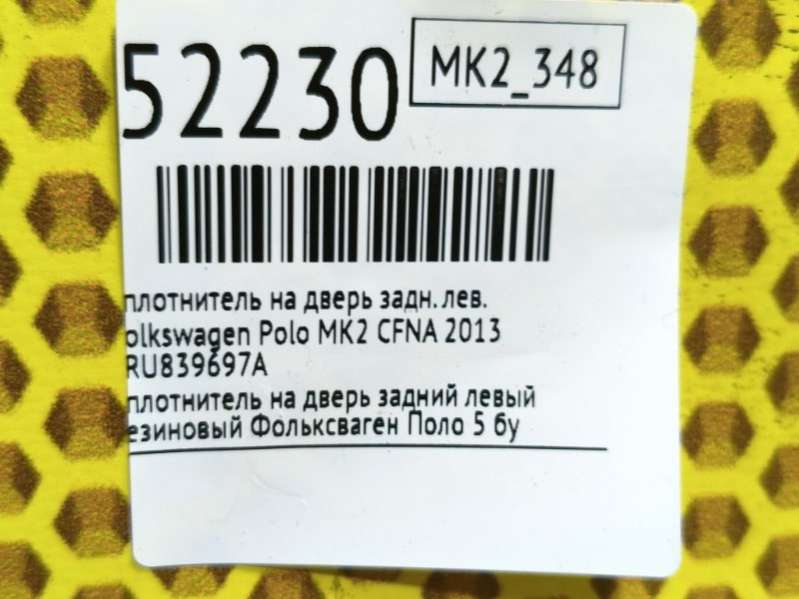 52230
MK2_348
плотнитель на дверь задн. лев.
olkswagen Polo MK2 CFNA 2013
RU839697A
плотнитель на дверь задний левый
езиновый Фольксваген Поло 5 бу